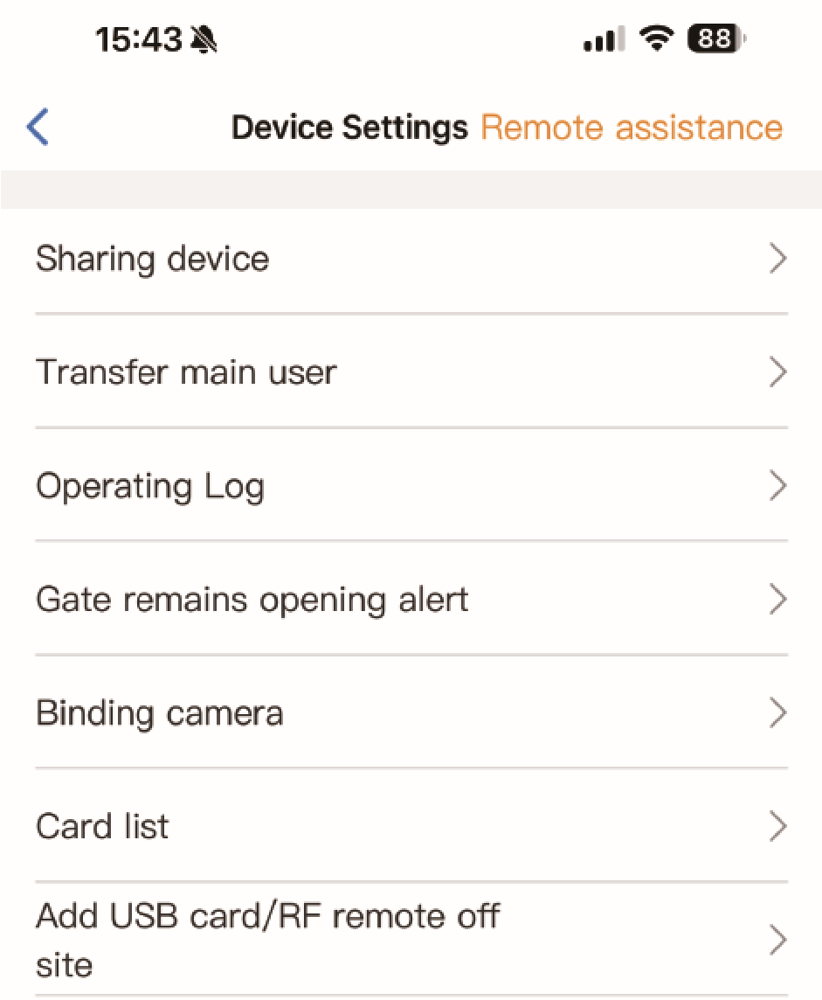 15:43 88
Device Settings Remote assistance
Sharing device
Transfer main user
Operating Log
Gate remains opening alert
Binding camera
Card list
Add USB card/RF remote off
site